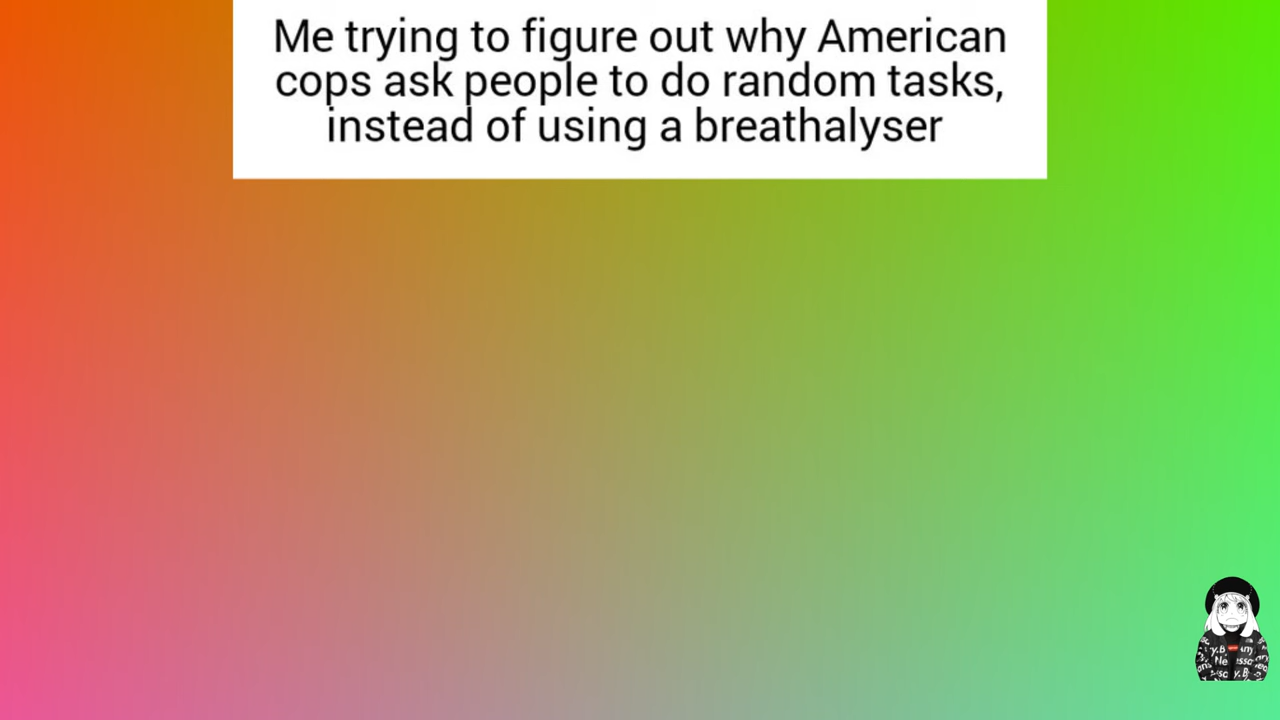 Me trying to figure out why American
cops ask people to do random tasks,
instead of using a breathalyser